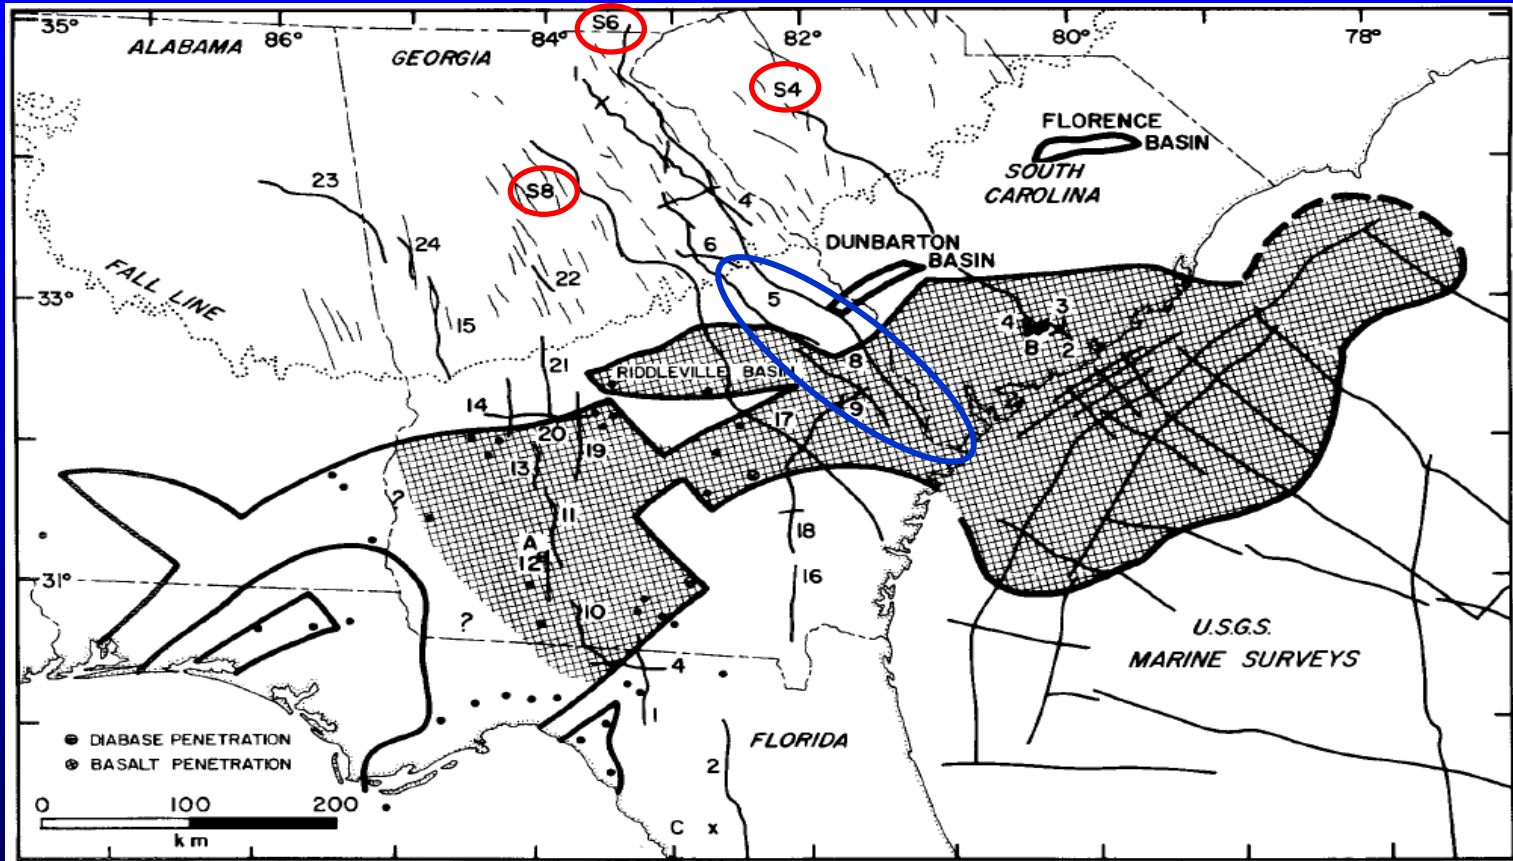 35°
86°
84°
S6
82°
80°
78°
ALABAMA
GEORGIA
1
S4
FLORENCE
BASIN
SOUTH
CAROLINA
23
S8
4
24
6
DUNBARTON
BASIN
FALL LINE
22
33°
5
15
4
3
B
2
21
RIDDLEVILLE BASIN
8
14
9
17
20
19
13
?
11
18
A
12
16
31°
10
?
4
U.S.G.S.
MARINE SURVEYS
1
FLORIDA
2
DIABASE PENETRATION
BASALT PENETRATION
0 100 200
km
C x